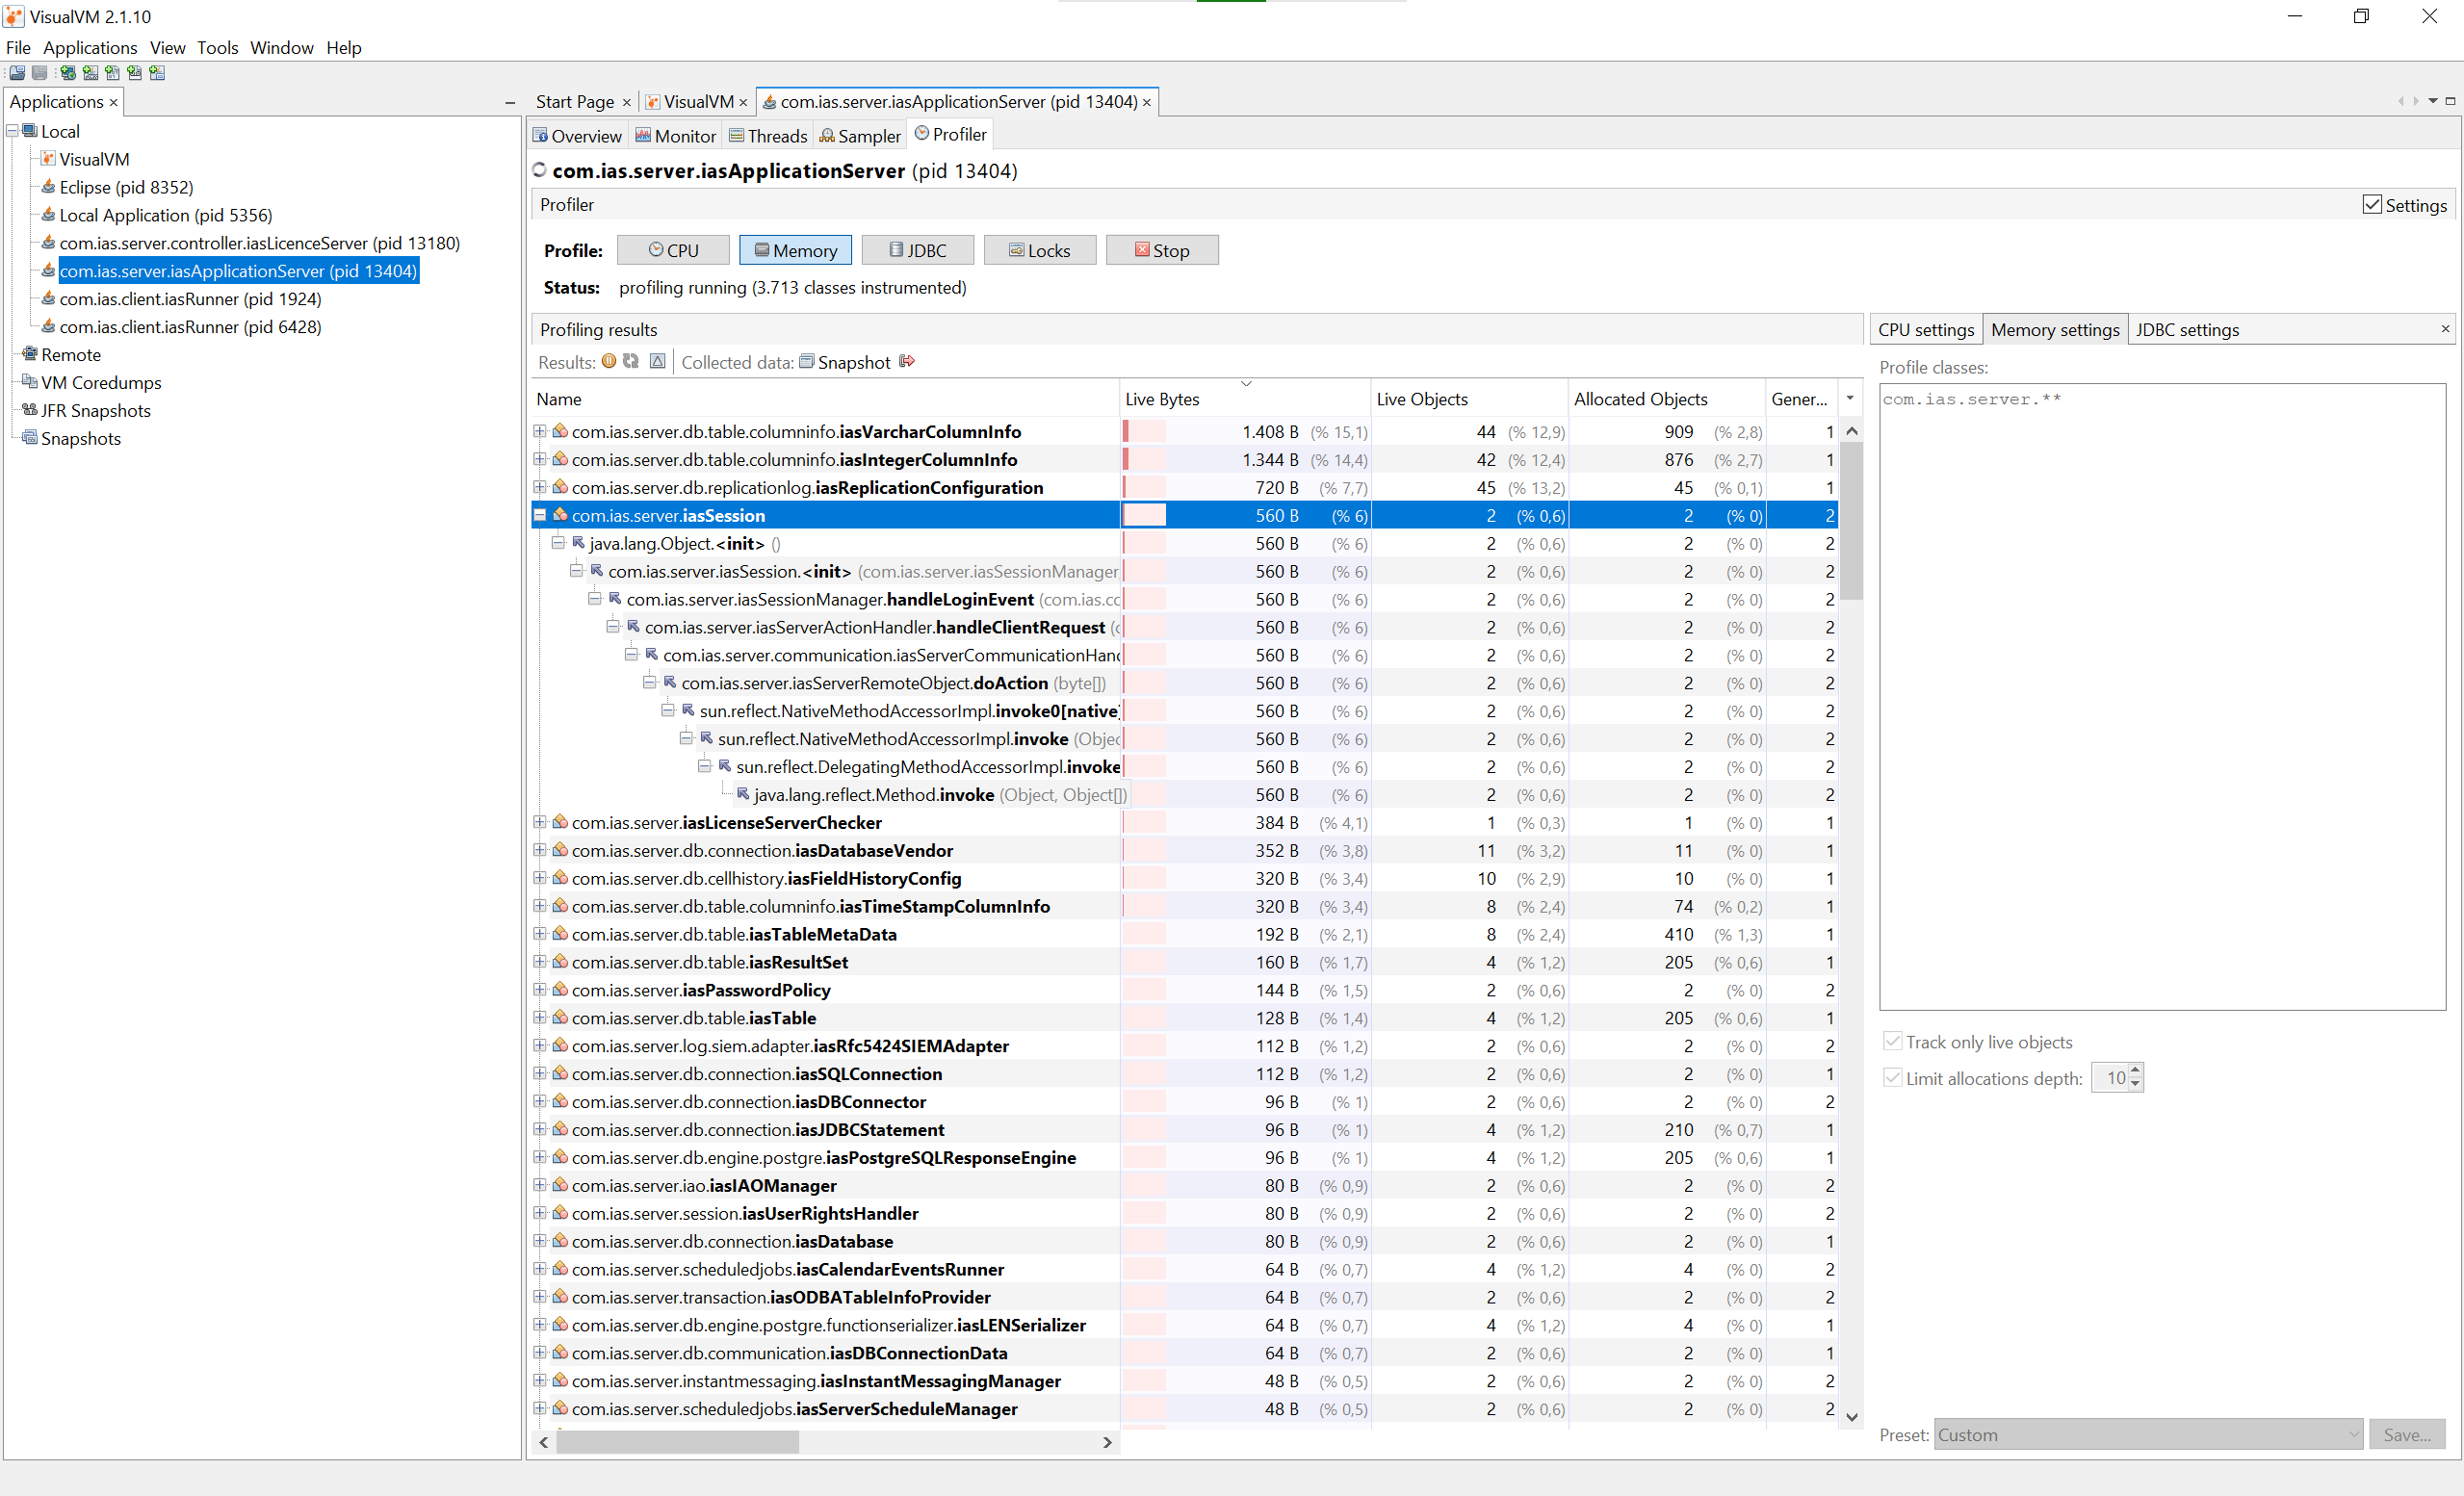 VisualVM 2.1.10
File Applications View Tools Window Help
Applications
Start Page
VisualVM
com.ias.server.iasApplicationServer (pid 13404)
Local
VisualVM
Eclipse (pid 8352)
Local Application (pid 5356)
com.ias.server.controller.iasLicenceServer (pid 13180)
com.ias.server.iasApplicationServer (pid 13404)
com.ias.client.iasRunner (pid 1924)
com.ias.client.iasRunner (pid 6428)
Remote
VM Coredumps
JFR Snapshots
Snapshots
Overview Monitor Threads Sampler Profiler
com.ias.server.iasApplicationServer (pid 13404)
Profiler
Settings
Profile: CPU Memory JDBC Locks Stop
Status: profiling running (3.713 classes instrumented)
Profiling results
Results: Collected data: Snapshot
Name Live Bytes Live Objects Allocated Objects Gener...
com.ias.server.db.table.columninfo.iasVarcharColumnInfo 1.408 B (% 15,1) 44 (% 12,9) 909 (% 2,8) 1
com.ias.server.db.table.columninfo.iasIntegerColumnInfo 1.344 B (% 14,4) 42 (% 12,4) 876 (% 2,7) 1
com.ias.server.db.replicationlog.iasReplicationConfiguration 720 B (% 7,7) 45 (% 13,2) 45 (% 0,1) 1
com.ias.server.iasSession 560 B (% 6) 2 (% 0,6) 2 (% 0) 2
java.lang.Object.<init> () 560 B (% 6) 2 (% 0,6) 2 (% 0) 2
com.ias.server.iasSession.<init> (com.ias.server.iasSessionManager 560 B (% 6) 2 (% 0,6) 2 (% 0) 2
com.ias.server.iasSessionManager.handleLoginEvent (com.ias.cc 560 B (% 6) 2 (% 0,6) 2 (% 0) 2
com.ias.server.iasServerActionHandler.handleClientRequest (c 560 B (% 6) 2 (% 0,6) 2 (% 0) 2
com.ias.server.communication.iasServerCommunicationHan 560 B (% 6) 2 (% 0,6) 2 (% 0) 2
com.ias.server.iasServerRemoteObject.doAction (byte[]) 560 B (% 6) 2 (% 0,6) 2 (% 0) 2
sun.reflect.NativeMethodAccessorImpl.invoke0[native] 560 B (% 6) 2 (% 0,6) 2 (% 0) 2
sun.reflect.NativeMethodAccessorImpl.invoke (Objec 560 B (% 6) 2 (% 0,6) 2 (% 0) 2
sun.reflect.DelegatingMethodAccessorImpl.invoke 560 B (% 6) 2 (% 0,6) 2 (% 0) 2
java.lang.reflect.Method.invoke (Object, Object[]) 560 B (% 6) 2 (% 0,6) 2 (% 0) 2
com.ias.server.iasLicenseServerChecker 384 B (% 4,1) 1 (% 0,3) 1 (% 0) 1
com.ias.server.db.connection.iasDatabaseVendor 352 B (% 3,8) 11 (% 3,2) 11 (% 0) 1
com.ias.server.db.cellhistory.iasFieldHistoryConfig 320 B (% 3,4) 10 (% 2,9) 10 (% 0) 1
com.ias.server.db.table.columninfo.iasTimeStampColumnInfo 320 B (% 3,4) 8 (% 2,4) 74 (% 0,2) 1
com.ias.server.db.table.iasTableMetaData 192 B (% 2,1) 8 (% 2,4) 410 (% 1,3) 1
com.ias.server.db.table.iasResultSet 160 B (% 1,7) 4 (% 1,2) 205 (% 0,6) 1
com.ias.server.iasPasswordPolicy 144 B (% 1,5) 2 (% 0,6) 2 (% 0) 2
com.ias.server.db.table.iasTable 128 B (% 1,4) 4 (% 1,2) 205 (% 0,6) 1
com.ias.server.log.siem.adapter.iasRfc5424SIEMAdapter 112 B (% 1,2) 2 (% 0,6) 2 (% 0) 2
com.ias.server.db.connection.iasSQLConnection 112 B (% 1,2) 2 (% 0,6) 2 (% 0) 1
com.ias.server.db.connection.iasDBConnector 96 B (% 1) 2 (% 0,6) 2 (% 0) 2
com.ias.server.db.connection.iasJDBCStatement 96 B (% 1) 4 (% 1,2) 210 (% 0,7) 1
com.ias.server.db.engine.postgre.iasPostgreSQLResponseEngine 96 B (% 1) 4 (% 1,2) 205 (% 0,6) 1
com.ias.server.iao.iasIAOManager 80 B (% 0,9) 2 (% 0,6) 2 (% 0) 2
com.ias.server.session.iasUserRightsHandler 80 B (% 0,9) 2 (% 0,6) 2 (% 0) 2
com.ias.server.db.connection.iasDatabase 80 B (% 0,9) 2 (% 0,6) 2 (% 0) 1
com.ias.server.scheduledjobs.iasCalendarEventsRunner 64 B (% 0,7) 4 (% 1,2) 4 (% 0) 2
com.ias.server.transaction.iasODBATableInfoProvider 64 B (% 0,7) 2 (% 0,6) 2 (% 0) 2
com.ias.server.db.engine.postgre.functionserializer.iasLENSerializer 64 B (% 0,7) 4 (% 1,2) 4 (% 0) 1
com.ias.server.db.communication.iasDBConnectionData 64 B (% 0,7) 2 (% 0,6) 2 (% 0) 1
com.ias.server.instantmessaging.iasInstantMessagingManager 48 B (% 0,5) 2 (% 0,6) 2 (% 0) 2
com.ias.server.scheduledjobs.iasServerScheduleManager 48 B (% 0,5) 2 (% 0,6) 2 (% 0) 2
CPU settings Memory settings JDBC settings
Profile classes:
com.ias.server.**
Track only live objects
Limit allocations depth: 10
Preset: Custom Save...